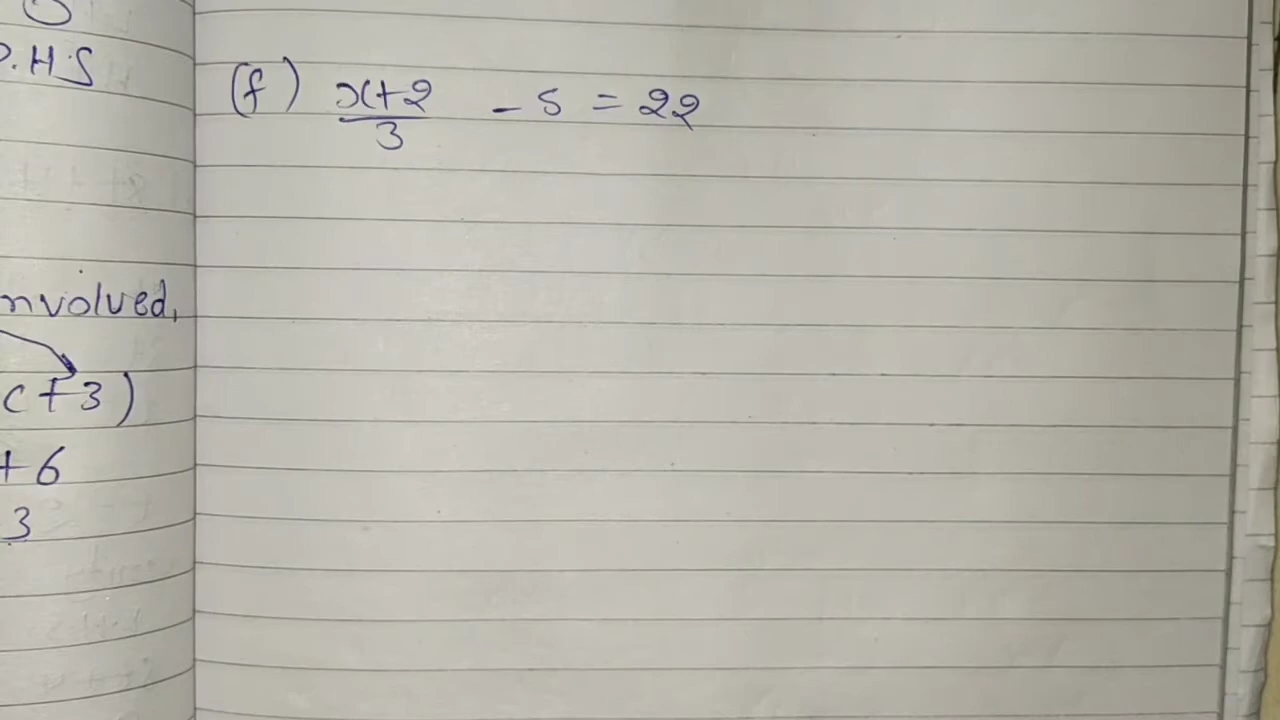 R.H.S
nvolved,
c+3)
+6
3
(f) x+2/3 - 5 = 22